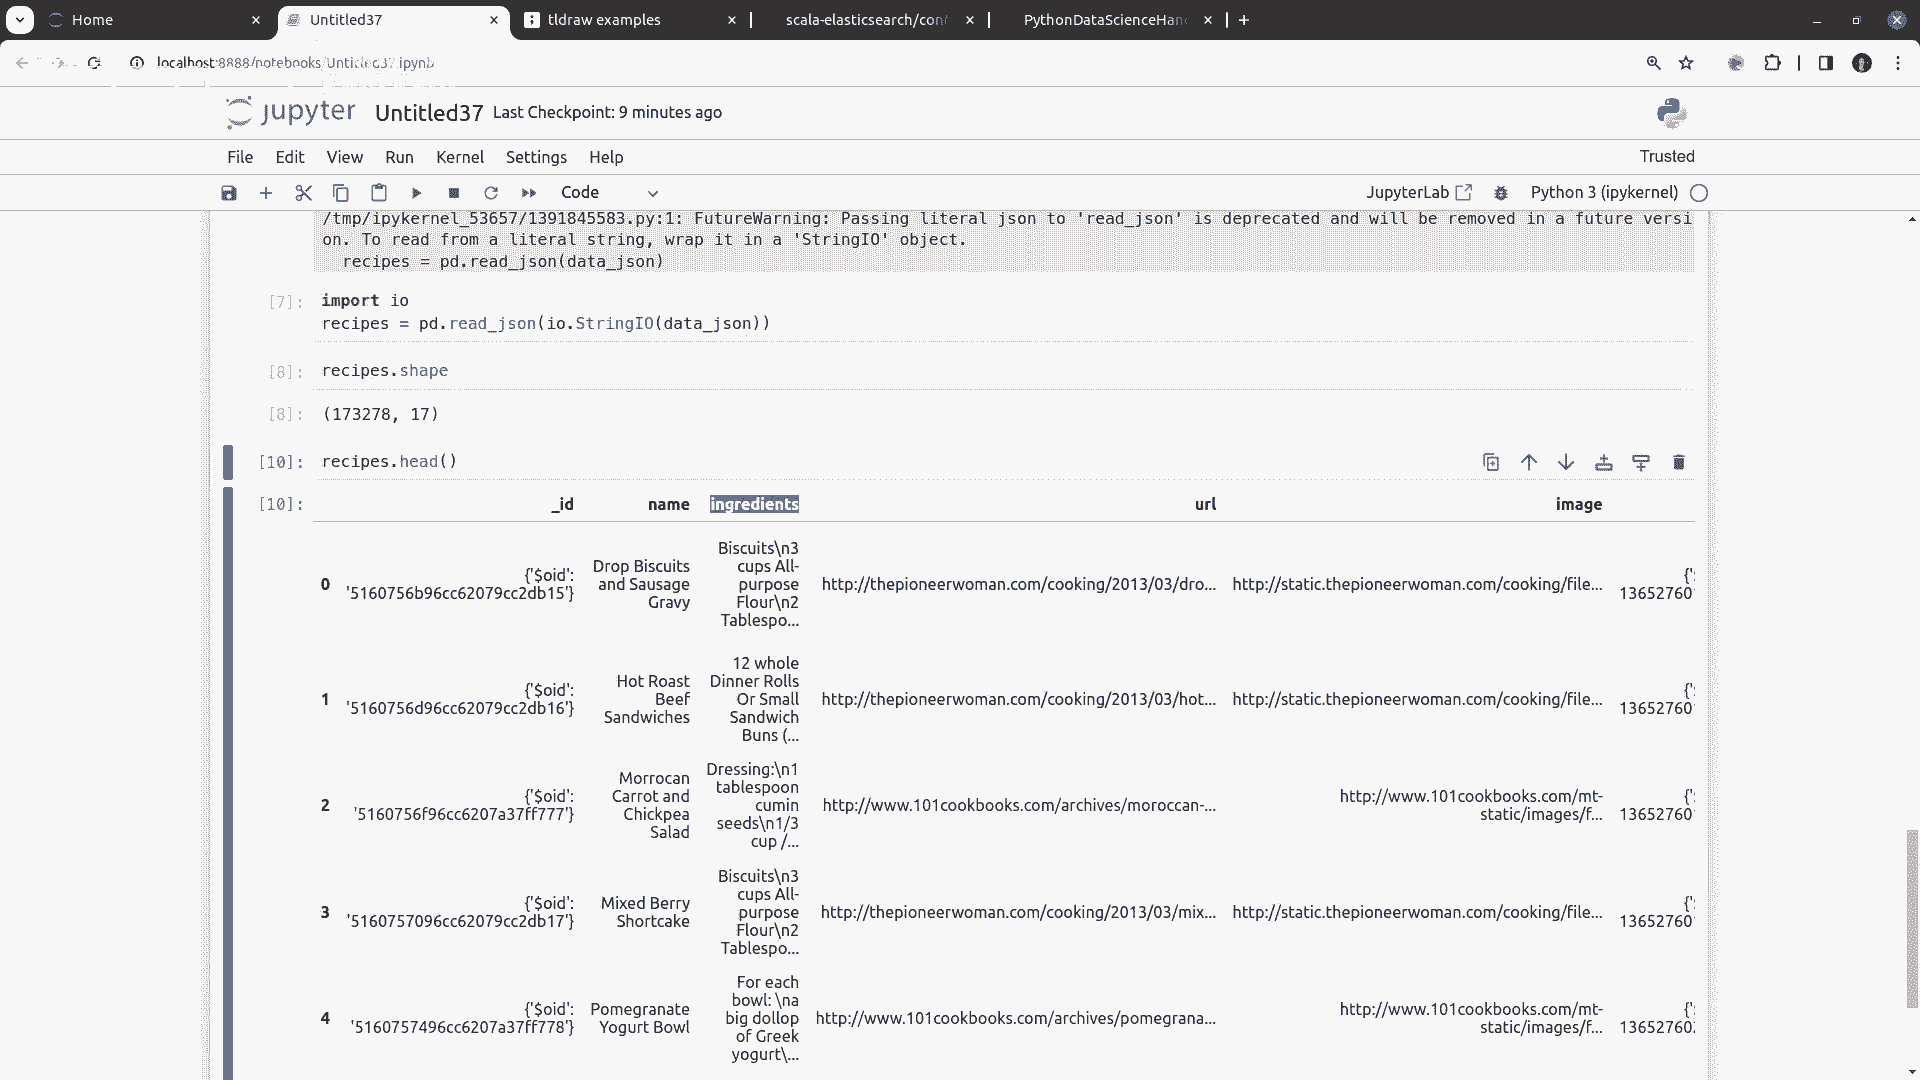 Home
Untitled37
tldraw examples
scala-elasticsearch/con
PythonDataScienceHan
localhost:8888/notebooks/Untitled37.ipynb
jupyter Untitled37 Last Checkpoint: 9 minutes ago
File Edit View Run Kernel Settings Help Trusted
Code JupyterLab Python 3 (ipykernel)
/tmp/ipykernel_53657/1391845583.py:1: FutureWarning: Passing literal json to 'read_json' is deprecated and will be removed in a future versi
on. To read from a literal string, wrap it in a 'StringIO' object.
recipes = pd.read_json(data_json)
[7]: import io
recipes = pd.read_json(io.StringIO(data_json))
[8]: recipes.shape
[8]: (173278, 17)
[10]: recipes.head()
[10]: _id name ingredients url image
0 {'$oid': '5160756b96cc62079cc2db15'} Drop Biscuits and Sausage Gravy Biscuits\n3 cups All-purpose Flour\n2 Tablespo... http://thepioneerwoman.com/cooking/2013/03/dro... http://static.thepioneerwoman.com/cooking/file... {' 13652760
1 {'$oid': '5160756d96cc62079cc2db16'} Hot Roast Beef Sandwiches 12 whole Dinner Rolls Or Small Sandwich Buns (... http://thepioneerwoman.com/cooking/2013/03/hot... http://static.thepioneerwoman.com/cooking/file... {' 13652760
2 {'$oid': '5160756f96cc6207a37ff777'} Morrocan Carrot and Chickpea Salad Dressing:\n1 tablespoon cumin seeds\n1/3 cup /... http://www.101cookbooks.com/archives/moroccan-... http://www.101cookbooks.com/mt-static/images/f... {' 13652760
3 {'$oid': '5160757096cc62079cc2db17'} Mixed Berry Shortcake Biscuits\n3 cups All-purpose Flour\n2 Tablespo... http://thepioneerwoman.com/cooking/2013/03/mix... http://static.thepioneerwoman.com/cooking/file... {' 13652760
4 {'$oid': '5160757496cc6207a37ff778'} Pomegranate Yogurt Bowl For each bowl: \na big dollop of Greek yogurt\... http://www.101cookbooks.com/archives/pomegrana... http://www.101cookbooks.com/mt-static/images/f... {' 13652760